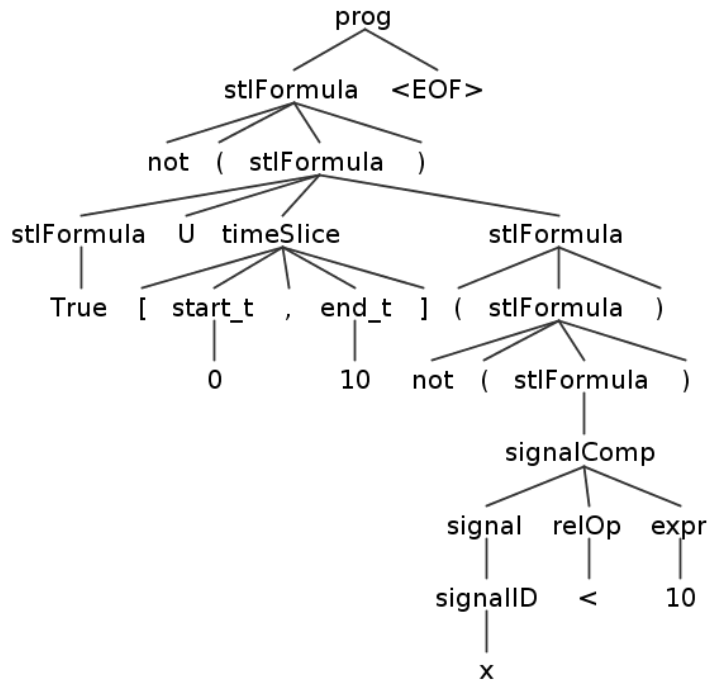 prog
stlFormula <EOF>
not ( stlFormula )
stlFormula U timeSlice stlFormula
True [ start_t , end_t ] ( stlFormula )
0 10 not ( stlFormula )
signalComp
signal relOp expr
signalID < 10
x